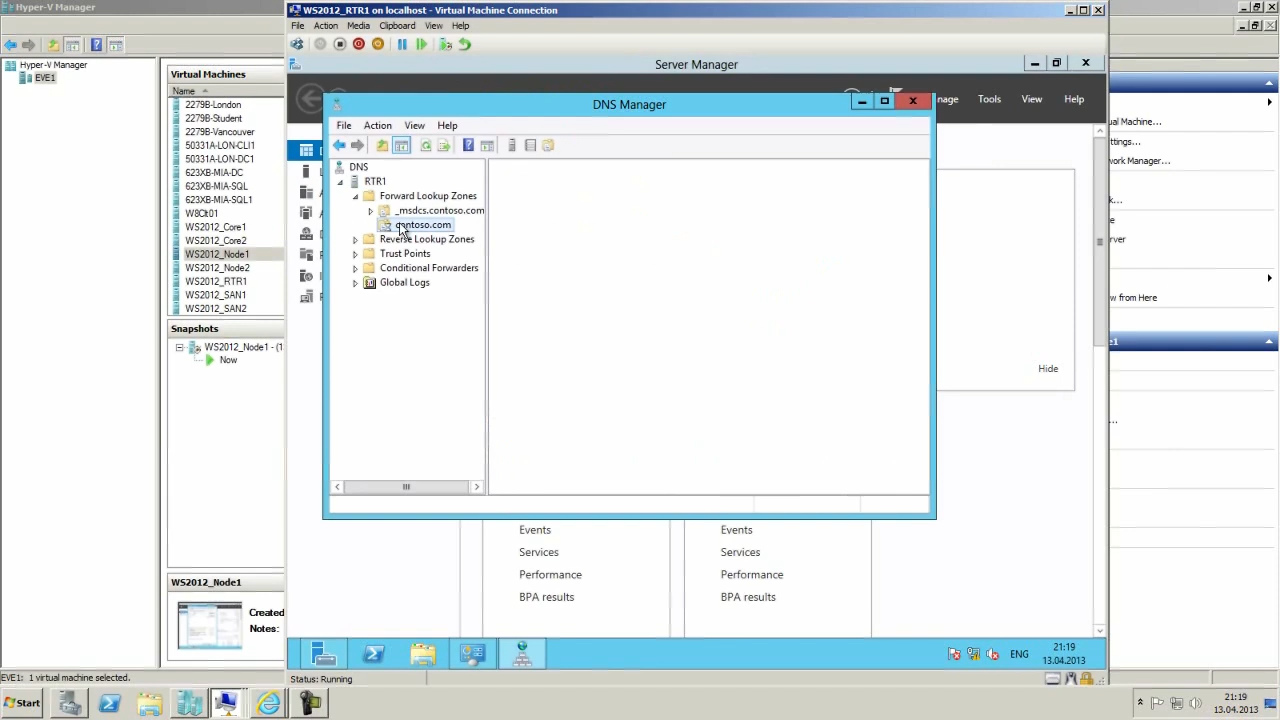 Hyper-V Manager
WS2012_RTR1 on localhost - Virtual Machine Connection
File Action Media Clipboard View Help
Server Manager
Hyper-V Manager
EVE1
Virtual Machines
Name
2279B-London
2279B-Student
2279B-Vancouver
50331A-LON-CLI1
50331A-LON-DC1
623XB-MIA-DC
623XB-MIA-SQL
623XB-MIA-SQL1
W8Clt01
WS2012_Core1
WS2012_Core2
WS2012_Node1
WS2012_Node2
WS2012_RTR1
WS2012_SAN1
WS2012_SAN2
Snapshots
WS2012_Node1 - (1
Now
WS2012_Node1
Created
Notes:
EVE1: 1 virtual machine selected.
nage Tools View Help
DNS Manager
File Action View Help
DNS
RTR1
Forward Lookup Zones
_msdcs.contoso.com
contoso.com
Reverse Lookup Zones
Trust Points
Conditional Forwarders
Global Logs
Hide
Events
Services
Performance
BPA results
Events
Services
Performance
BPA results
ual Machine...
ttings...
work Manager...
s...
erver
w from Here
e1
...
ENG
21:19
13.04.2013
Status: Running
Start
21:19
13.04.2013